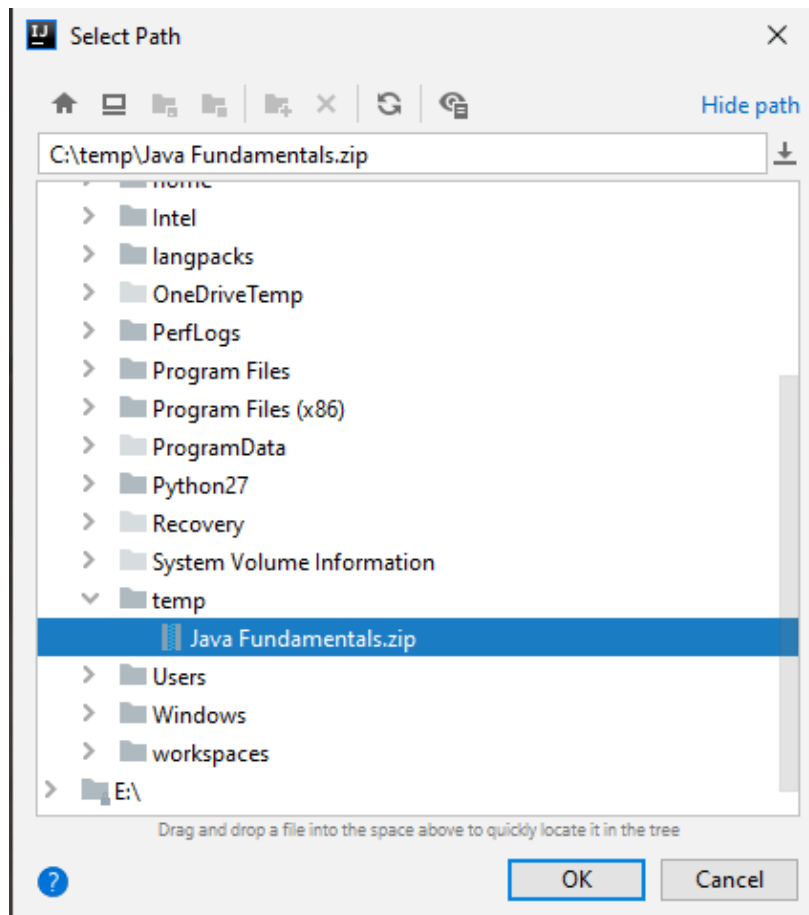 IJ
Select Path
Hide path
C:\temp\Java Fundamentals.zip
home
Intel
langpacks
OneDriveTemp
PerfLogs
Program Files
Program Files (x86)
ProgramData
Python27
Recovery
System Volume Information
temp
Java Fundamentals.zip
Users
Windows
workspaces
E:\
Drag and drop a file into the space above to quickly locate it in the tree
?
OK
Cancel